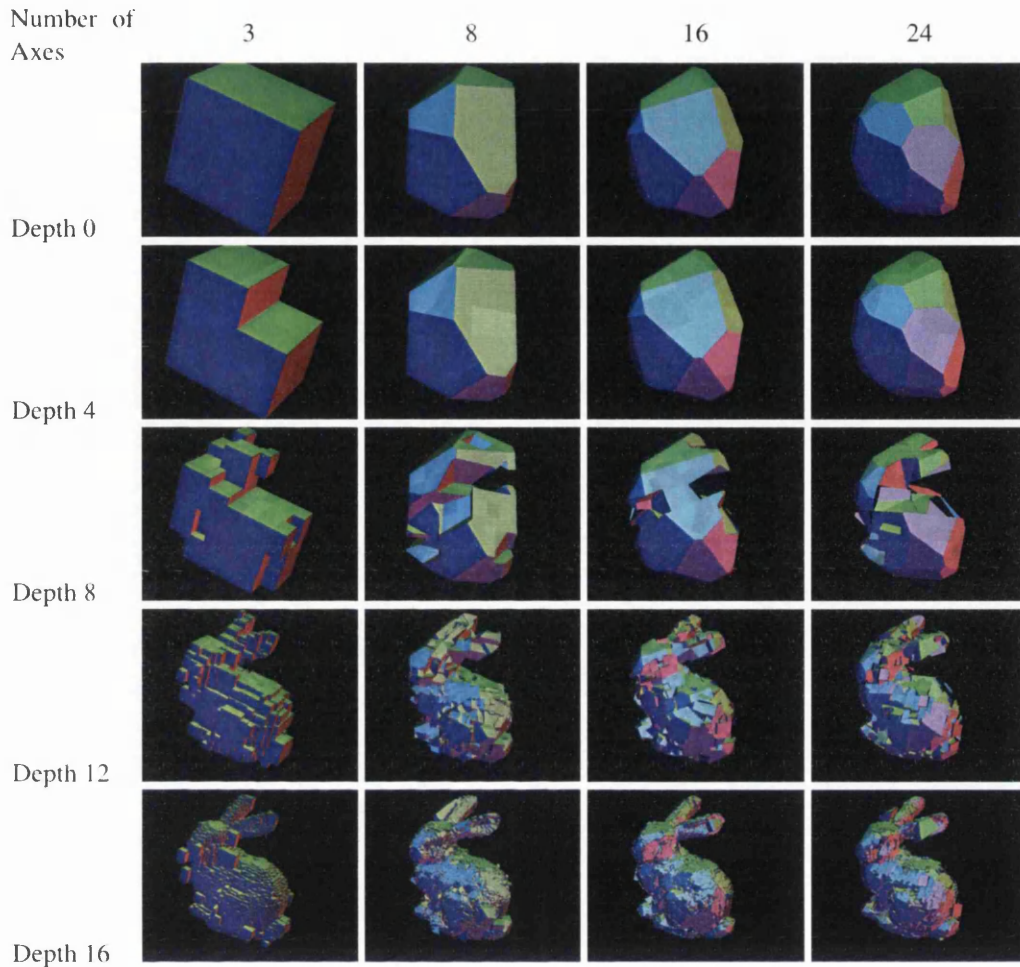 Number of
Axes
3 8 16 24
Depth 0
Depth 4
Depth 8
Depth 12
Depth 16